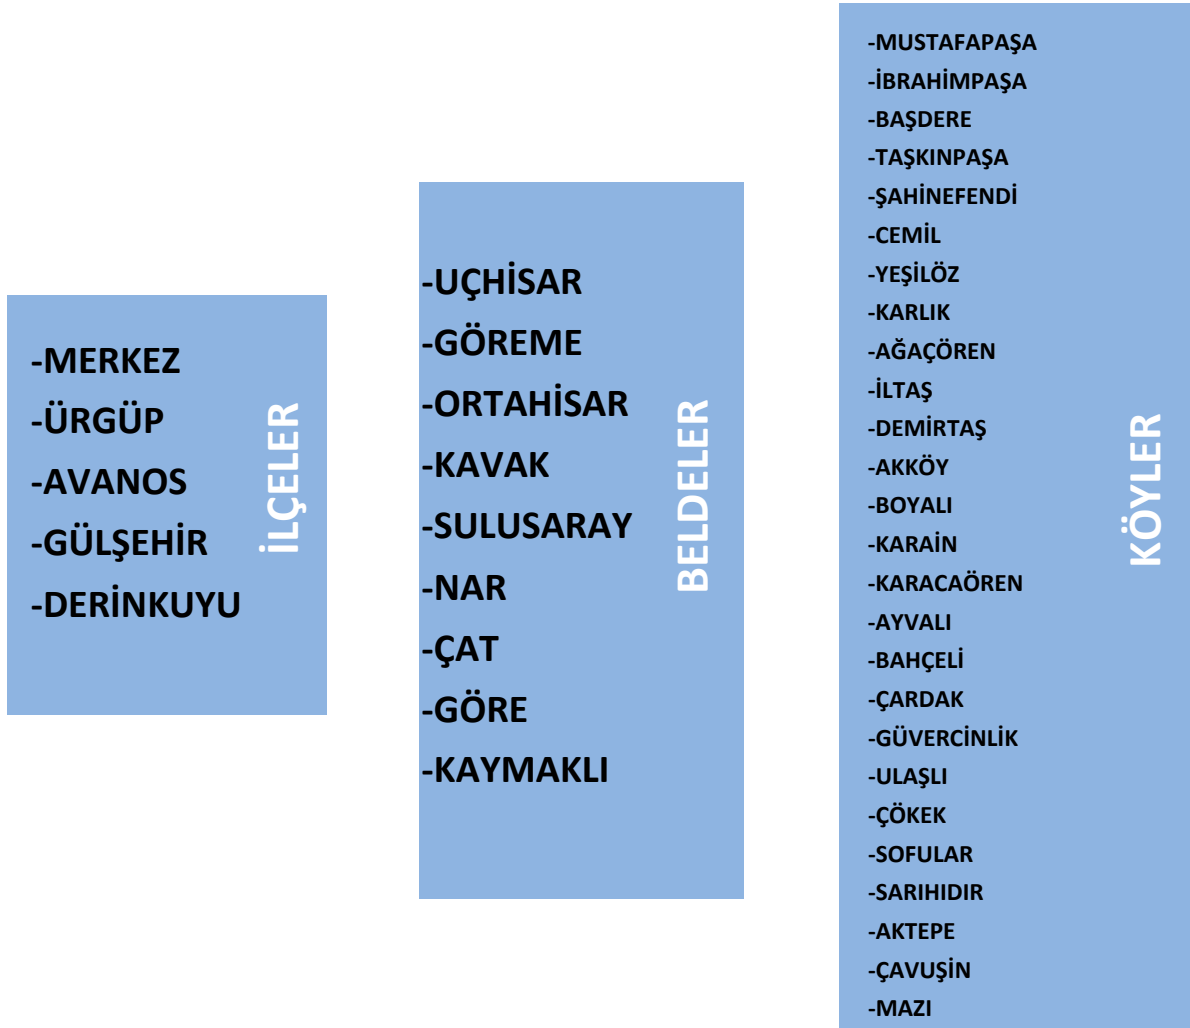 -MERKEZ
-ÜRGÜP
-AVANOS
-GÜLŞEHİR
-DERİNKUYU
İLÇELER
-UÇHİSAR
-GÖREME
-ORTAHİSAR
-KAVAK
-SULUSARAY
-NAR
-ÇAT
-GÖRE
-KAYMAKLI
BELDELER
-MUSTAFAPAŞA
-İBRAHİMPAŞA
-BAŞDERE
-TAŞKINPAŞA
-ŞAHİNEFENDİ
-CEMİL
-YEŞİLÖZ
-KARLIK
-AĞAÇÖREN
-İLTAŞ
-DEMİRTAŞ
-AKKÖY
-BOYALI
-KARAİN
-KARACAÖREN
-AYVALI
-BAHÇELİ
-ÇARDAK
-GÜVERCİNLİK
-ULAŞLI
-ÇÖKEK
-SOFULAR
-SARIHIDIR
-AKTEPE
-ÇAVUŞİN
-MAZI
KÖYLER